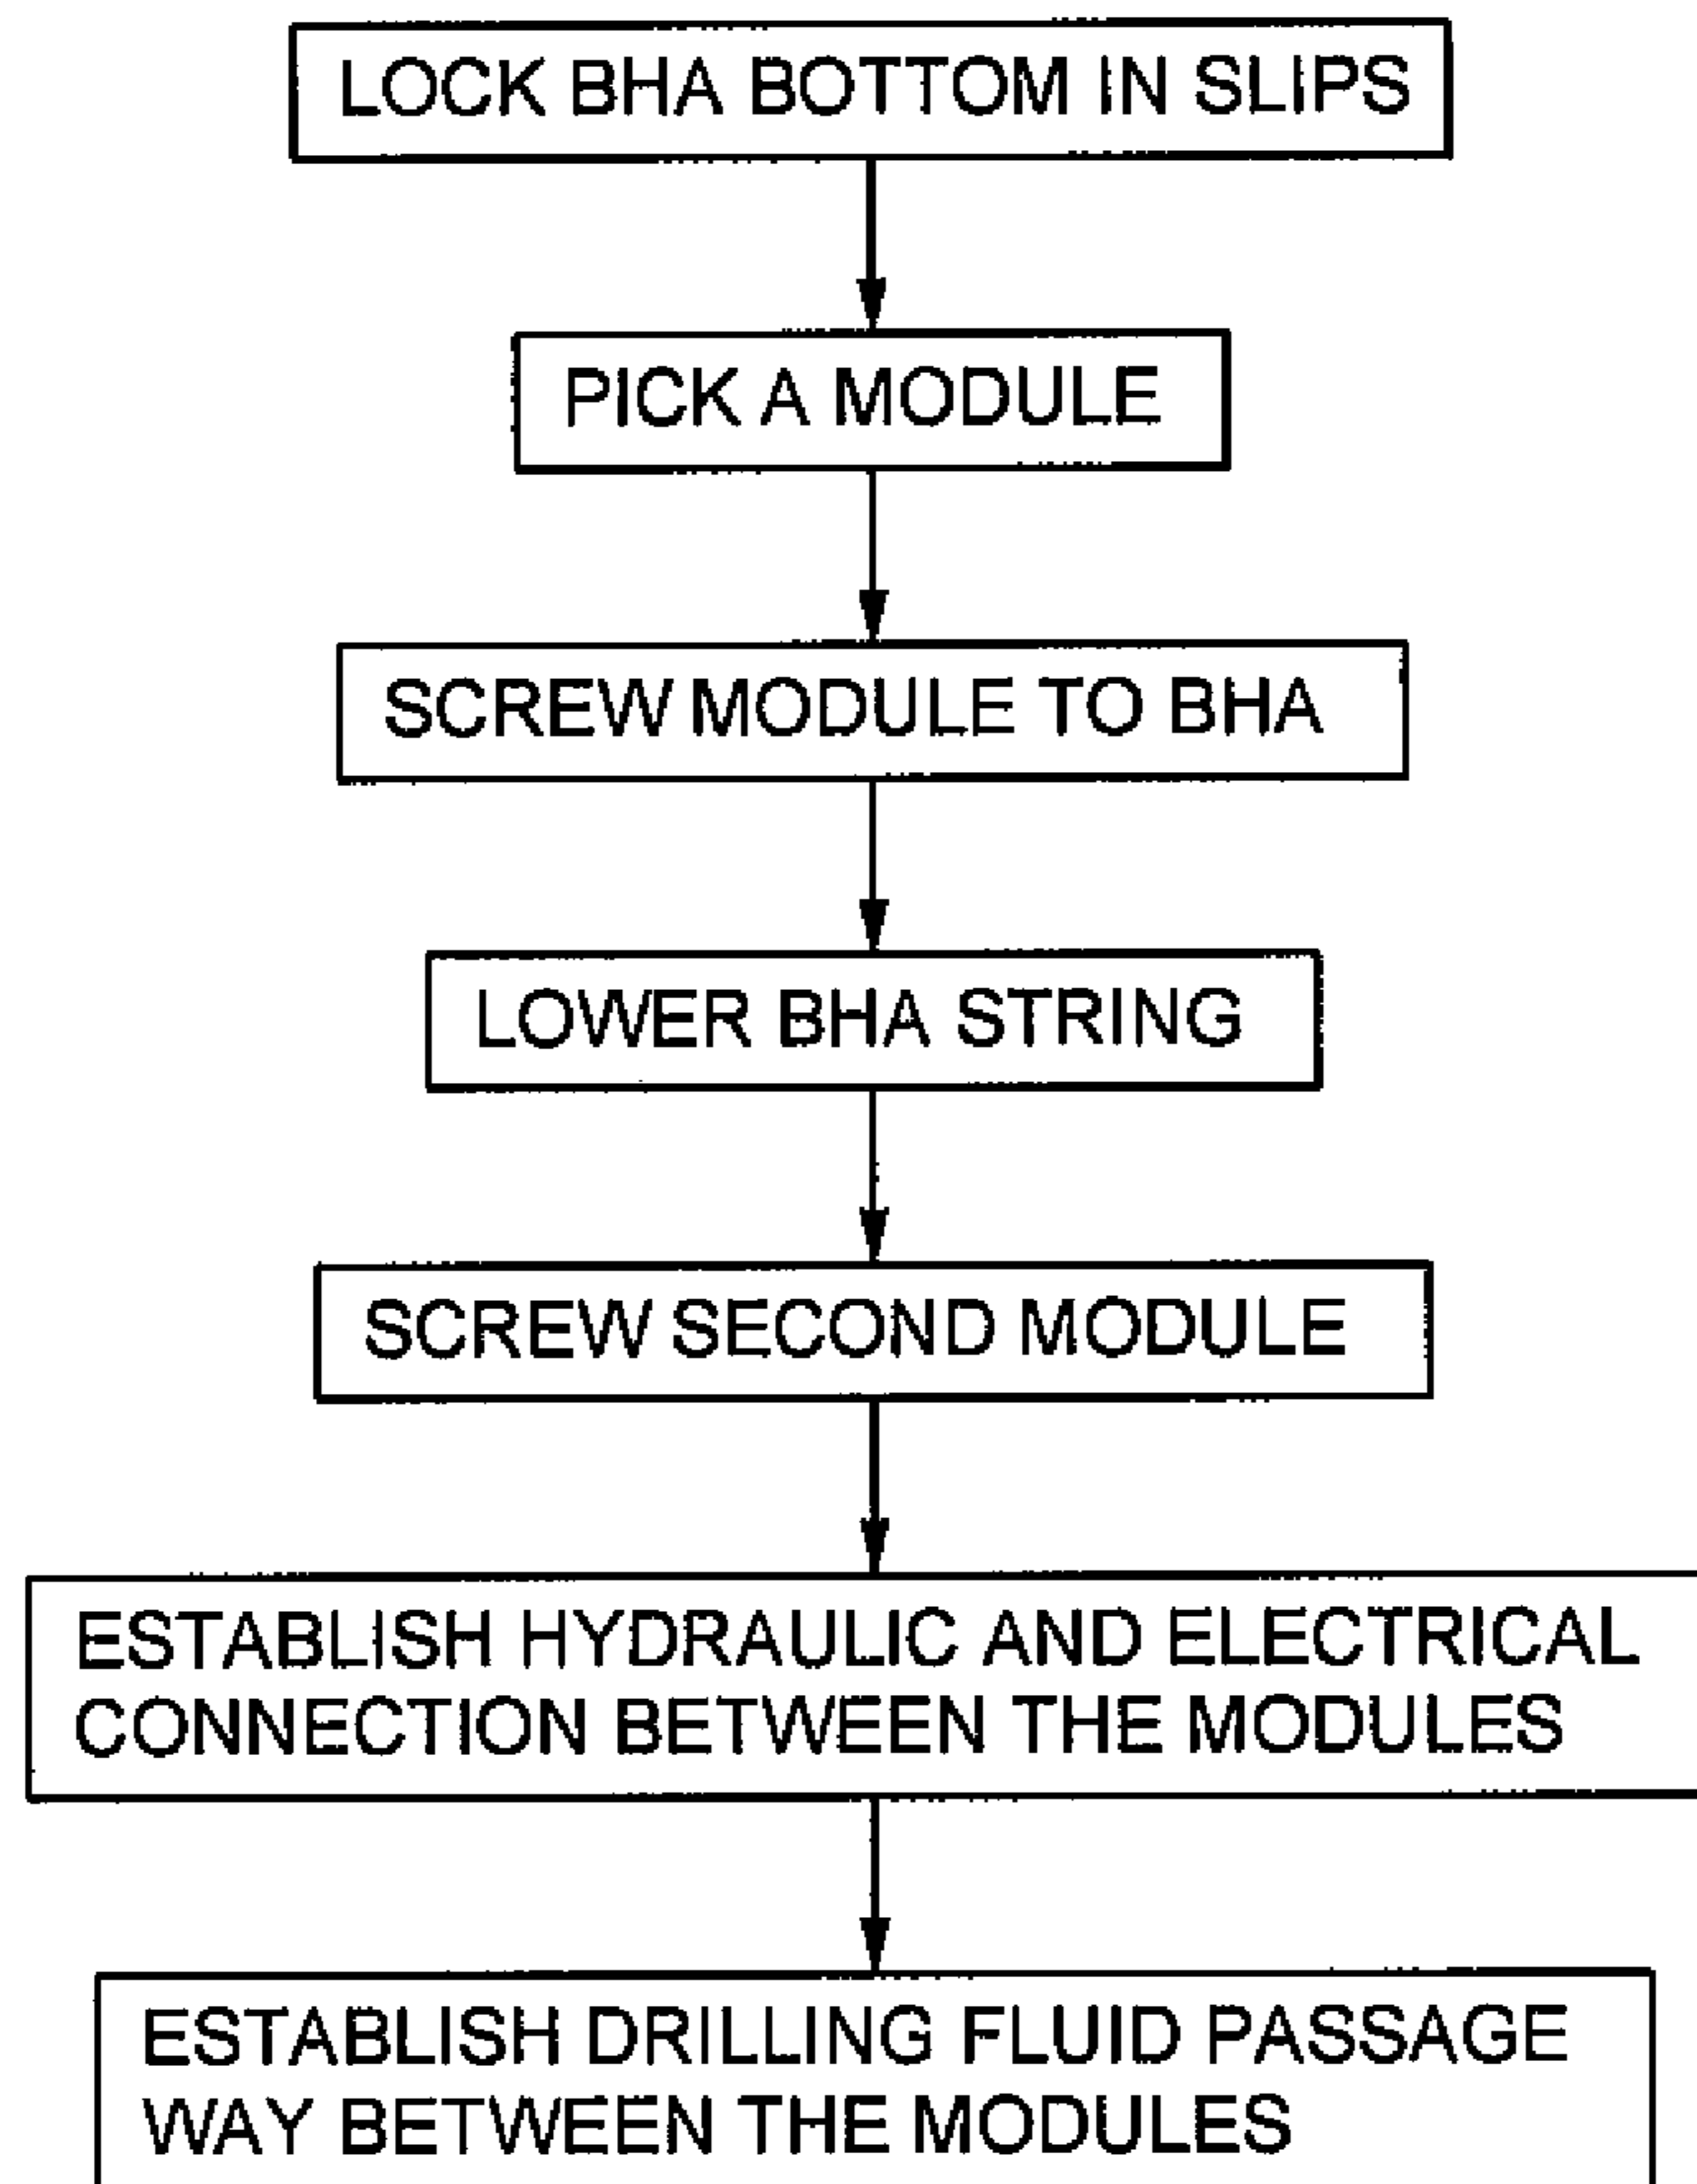 LOCK BHA BOTTOM IN SLIPS
PICK A MODULE
SCREW MODULE TO BHA
LOWER BHA STRING
SCREW SECOND MODULE
ESTABLISH HYDRAULIC AND ELECTRICAL
CONNECTION BETWEEN THE MODULES
ESTABLISH DRILLING FLUID PASSAGE
WAY BETWEEN THE MODULES